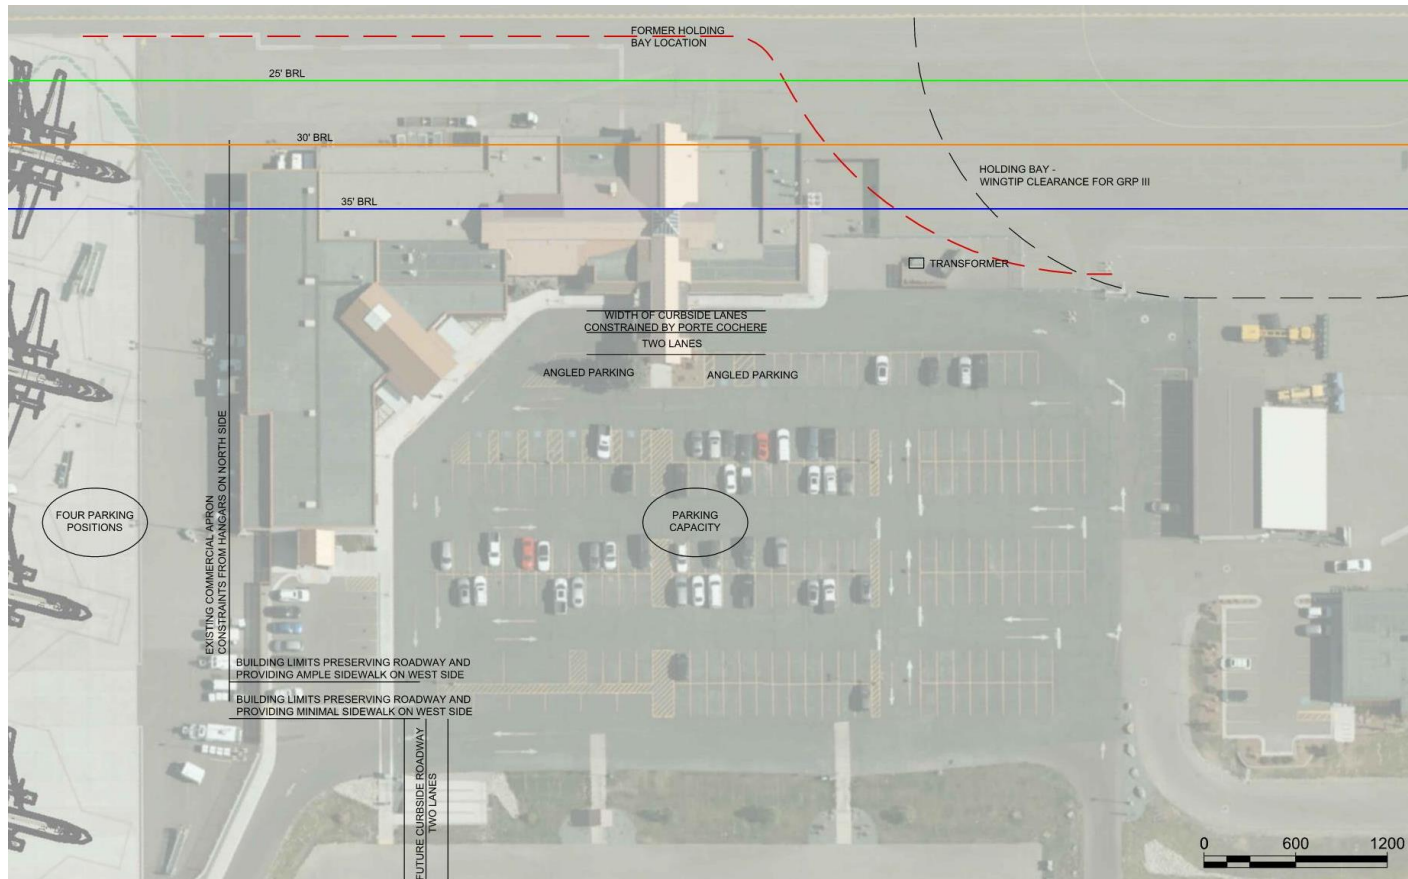 FORMER HOLDING
BAY LOCATION
25' BRL
30' BRL
HOLDING BAY -
WINGTIP CLEARANCE FOR GRP III
35' BRL
TRANSFORMER
WIDTH OF CURBSIDE LANES
CONSTRAINED BY PORTE COCHERE
TWO LANES
ANGLED PARKING
ANGLED PARKING
EXISTING COMMERCIAL APRON
CONSTRAINTS FROM HANGARS ON NORTH SIDE
FOUR PARKING
POSITIONS
PARKING
CAPACITY
BUILDING LIMITS PRESERVING ROADWAY AND
PROVIDING AMPLE SIDEWALK ON WEST SIDE
BUILDING LIMITS PRESERVING ROADWAY AND
PROVIDING MINIMAL SIDEWALK ON WEST SIDE
FUTURE CURBSIDE ROADWAY
TWO LANES
0 600 1200